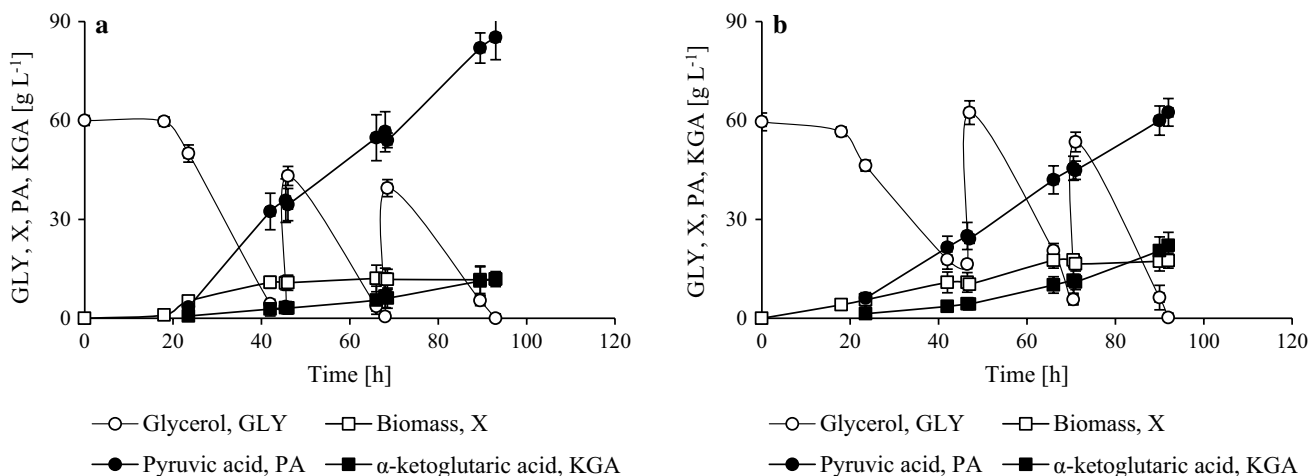 a
GLY, X, PA, KGA [g L-1]
90
60
30
0
0 20 40 60 80 100 120
Time [h]
Glycerol, GLY
Biomass, X
Pyruvic acid, PA
α-ketoglutaric acid, KGA
b
GLY, X, PA, KGA [g L-1]
90
60
30
0
0 20 40 60 80 100 120
Time [h]
Glycerol, GLY
Biomass, X
Pyruvic acid, PA
α-ketoglutaric acid, KGA